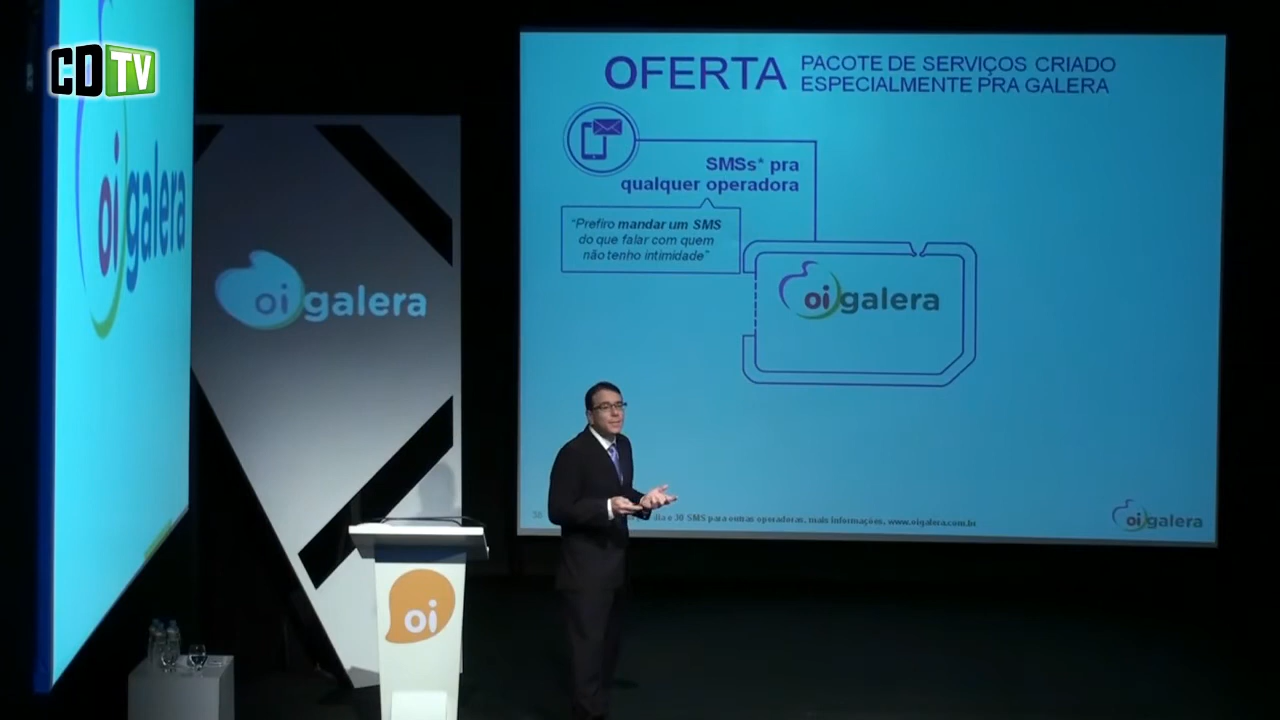 CDTV
OFERTA
PACOTE DE SERVIÇOS CRIADO
ESPECIALMENTE PRA GALERA
SMSs* pra
qualquer operadora
"Prefiro mandar um SMS
do que falar com quem
não tenho intimidade"
oi galera
oi galera
oi galera
e 30 SMS para outras operadoras, mais informações, www.oigalera.com.br
oi galera
oi